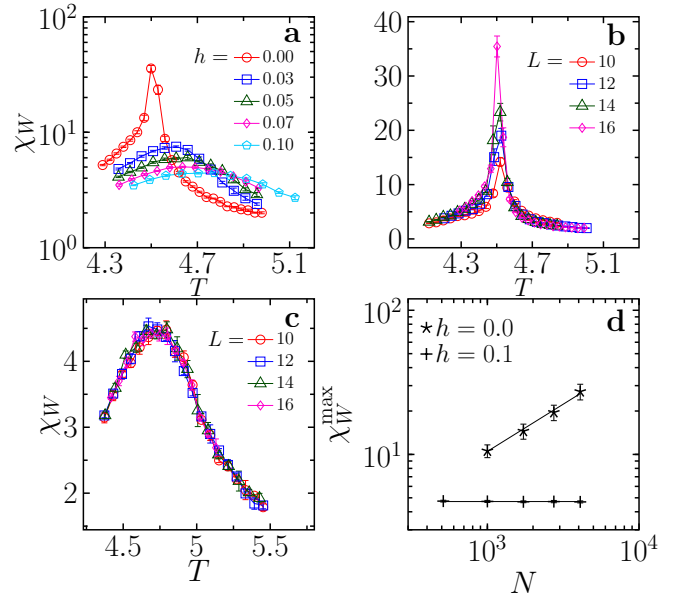 a
h = 0.00
0.03
0.05
0.07
0.10
10²
10¹
10⁰
χ_W
4.3 4.7 5.1
T
b
L = 10
12
14
16
40
30
20
10
0
4.3 4.7 5.1
T
c
L = 10
12
14
16
4
3
2
χ_W
4.5 5 5.5
T
d
h = 0.0
h = 0.1
10²
10¹
χ_W^max
10³ 10⁴
N